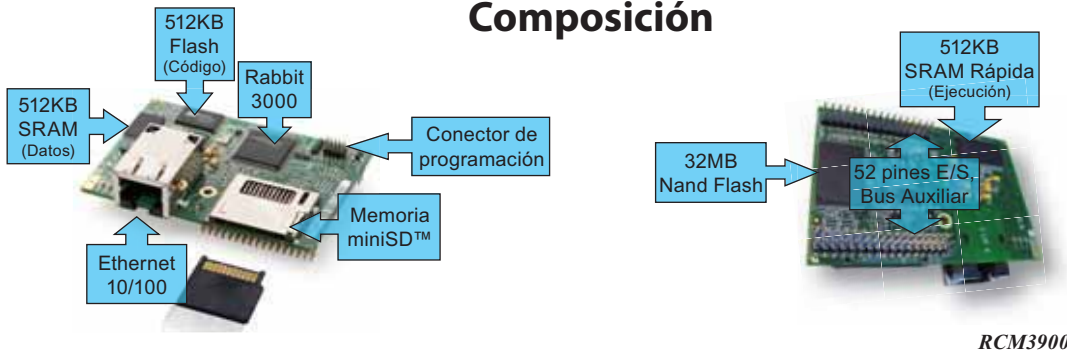 Composición
512KB
Flash
(Código)
Rabbit
3000
512KB
SRAM
(Datos)
Conector de
programación
Memoria
miniSD™
Ethernet
10/100
512KB
SRAM Rápida
(Ejecución)
32MB
Nand Flash
52 pines E/S,
Bus Auxiliar
RCM3900